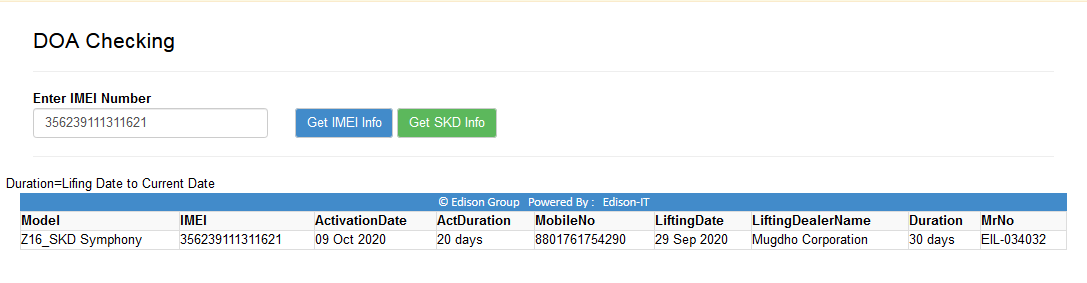 DOA Checking
Enter IMEI Number
356239111311621 Get IMEI Info Get SKD Info
Duration=Lifing Date to Current Date
© Edison Group Powered By : Edison-IT
Model IMEI ActivationDate ActDuration MobileNo LiftingDate LiftingDealerName Duration MrNo
Z16_SKD Symphony 356239111311621 09 Oct 2020 20 days 8801761754290 29 Sep 2020 Mugdho Corporation 30 days EIL-034032